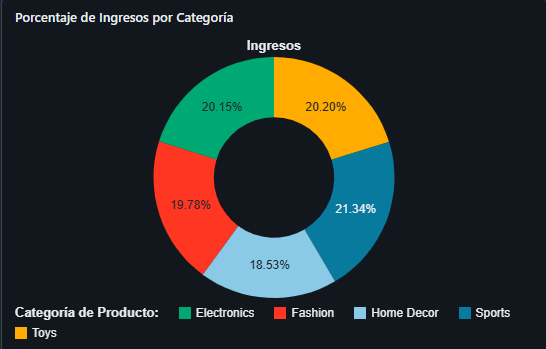 Porcentaje de Ingresos por Categoría
Ingresos
20.15%
20.20%
19.78%
21.34%
18.53%
Categoría de Producto: Electronics Fashion Home Decor Sports
Toys